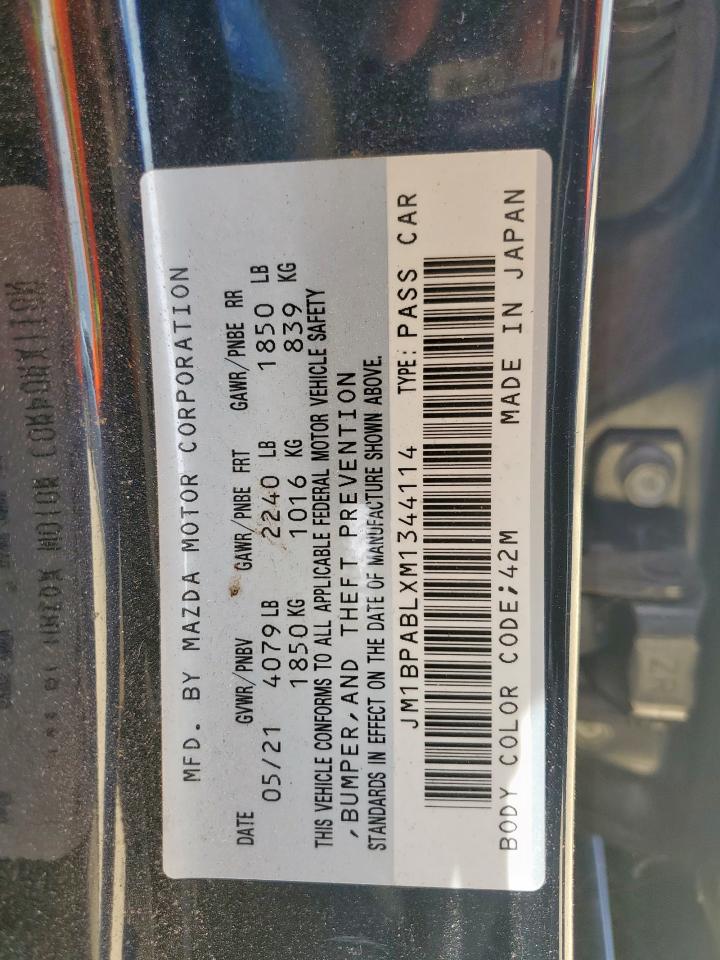 MFD. BY MAZDA MOTOR CORPORATION
DATE GVWR/PNBV GAWR/PNBE FRT GAWR/PNBE RR
05/21 4079 LB 2240 LB 1850 LB
1850 KG 1016 KG 839 KG
THIS VEHICLE CONFORMS TO ALL APPLICABLE FEDERAL MOTOR VEHICLE SAFETY
,BUMPER,AND THEFT PREVENTION
STANDARDS IN EFFECT ON THE DATE OF MANUFACTURE SHOWN ABOVE.
JM1BPABLXM1344114 TYPE: PASS CAR
BODY COLOR CODE;42M MADE IN JAPAN